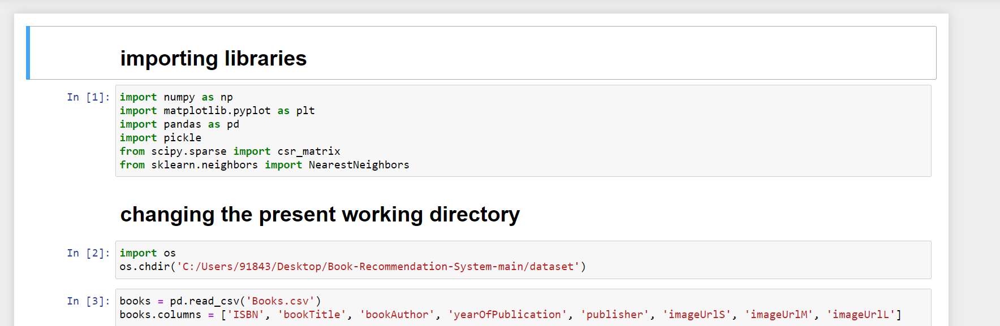 importing libraries
In [1]: import numpy as np
import matplotlib.pyplot as plt
import pandas as pd
import pickle
from scipy.sparse import csr_matrix
from sklearn.neighbors import NearestNeighbors
changing the present working directory
In [2]: import os
os.chdir('C:/Users/91843/Desktop/Book-Recommendation-System-main/dataset')
In [3]: books = pd.read_csv('Books.csv')
books.columns = ['ISBN', 'bookTitle', 'bookAuthor', 'yearOfPublication', 'publisher', 'imageUrlS', 'imageUrlM', 'imageUrlL']